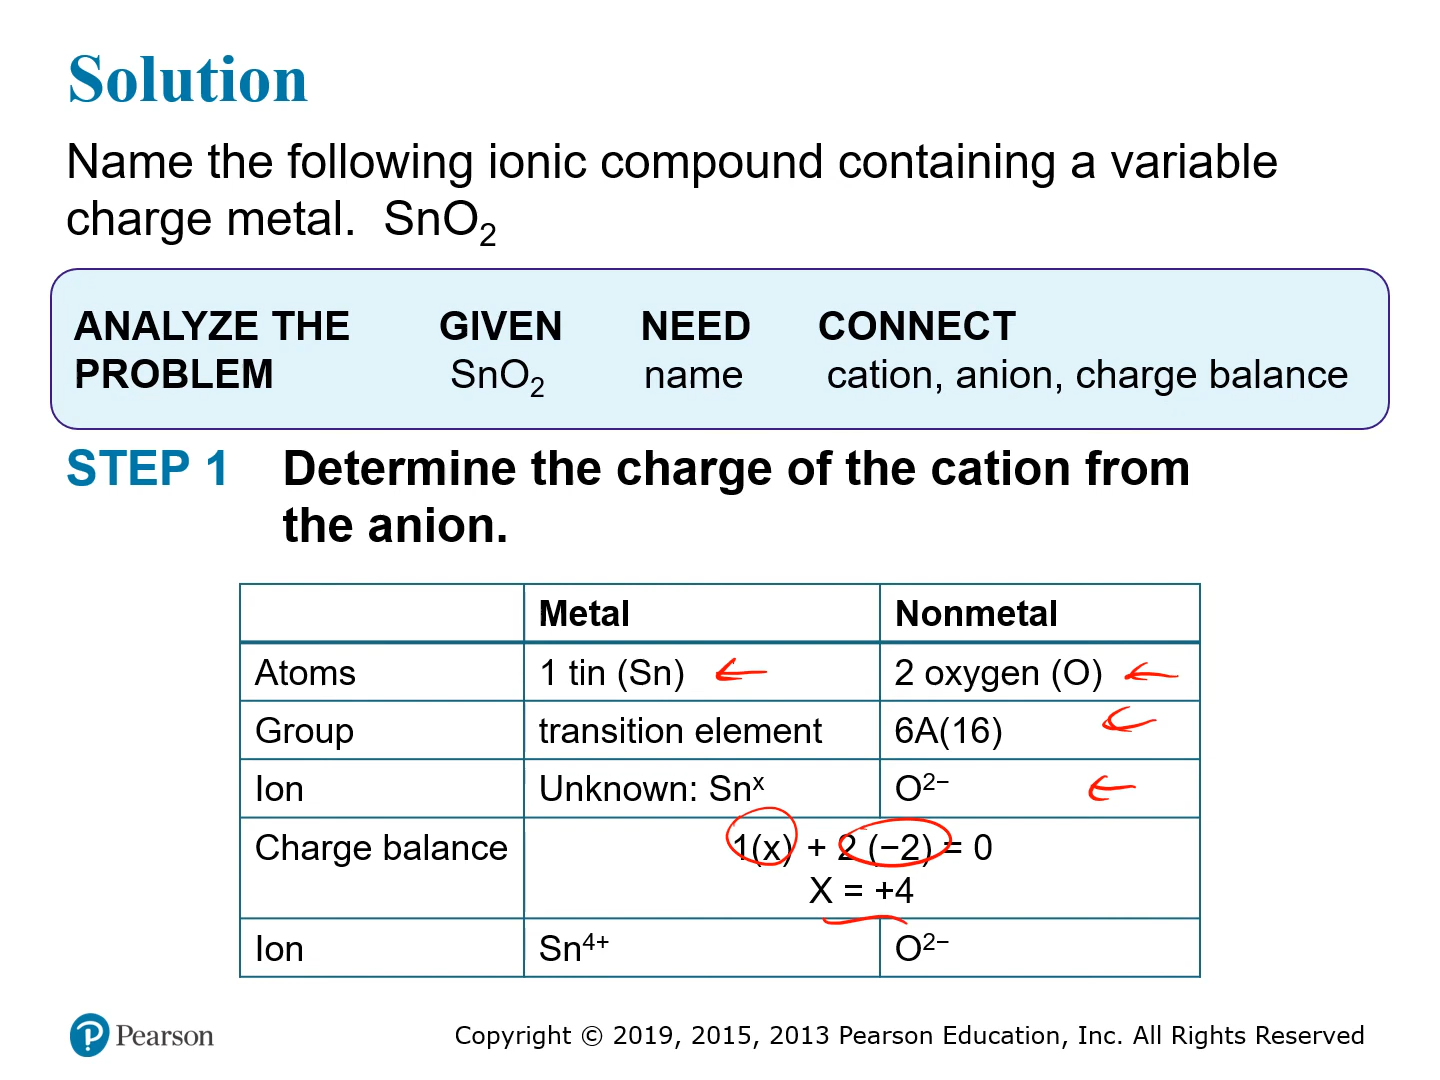 Solution
Name the following ionic compound containing a variable
charge metal. SnO₂
ANALYZE THE PROBLEM GIVEN SnO₂ NEED name CONNECT cation, anion, charge balance
STEP 1 Determine the charge of the cation from
the anion.
Metal Nonmetal
Atoms 1 tin (Sn) 2 oxygen (O)
Group transition element 6A(16)
Ion Unknown: Snˣ O²⁻
Charge balance 1(x) + 2 (−2) = 0
X = +4
Ion Sn⁴⁺ O²⁻
P Pearson
Copyright © 2019, 2015, 2013 Pearson Education, Inc. All Rights Reserved